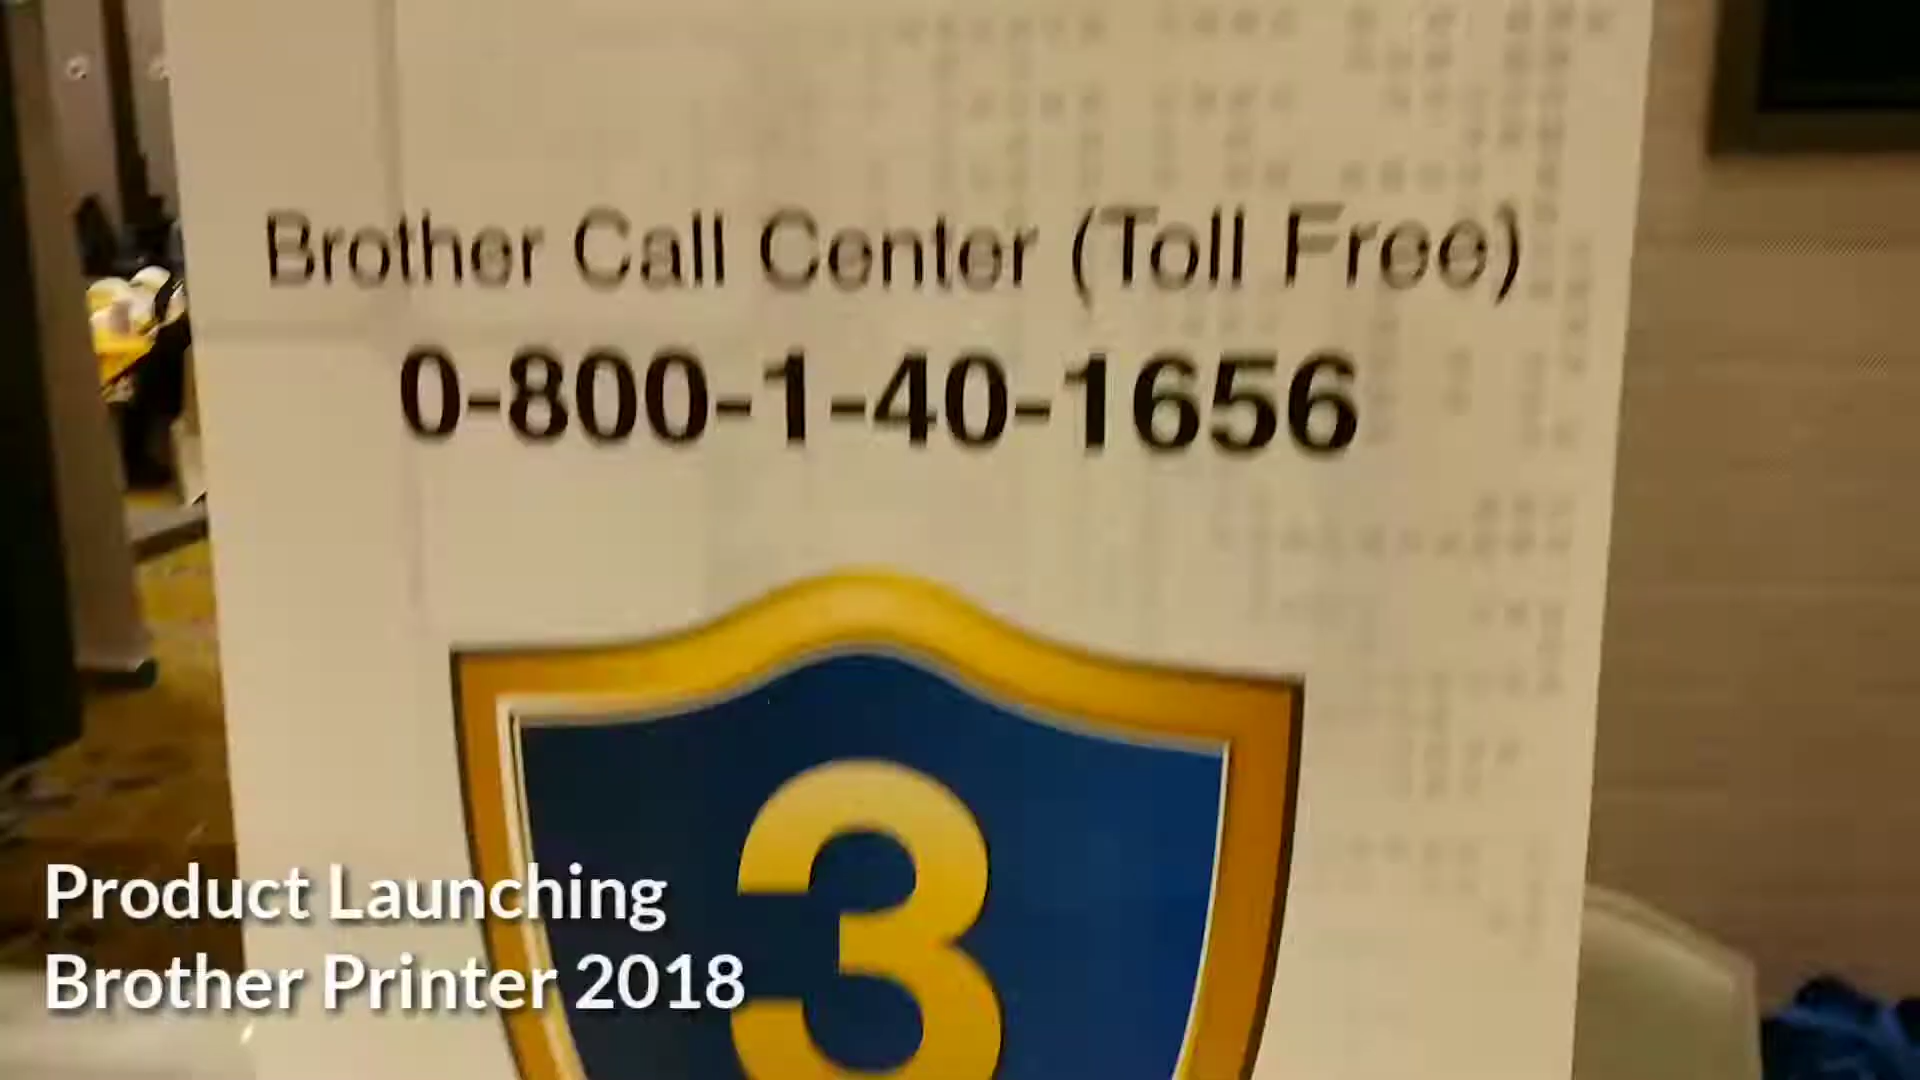 Brother Call Center (Toll Free)
0-800-1-40-1656
3
Product Launching
Brother Printer 2018